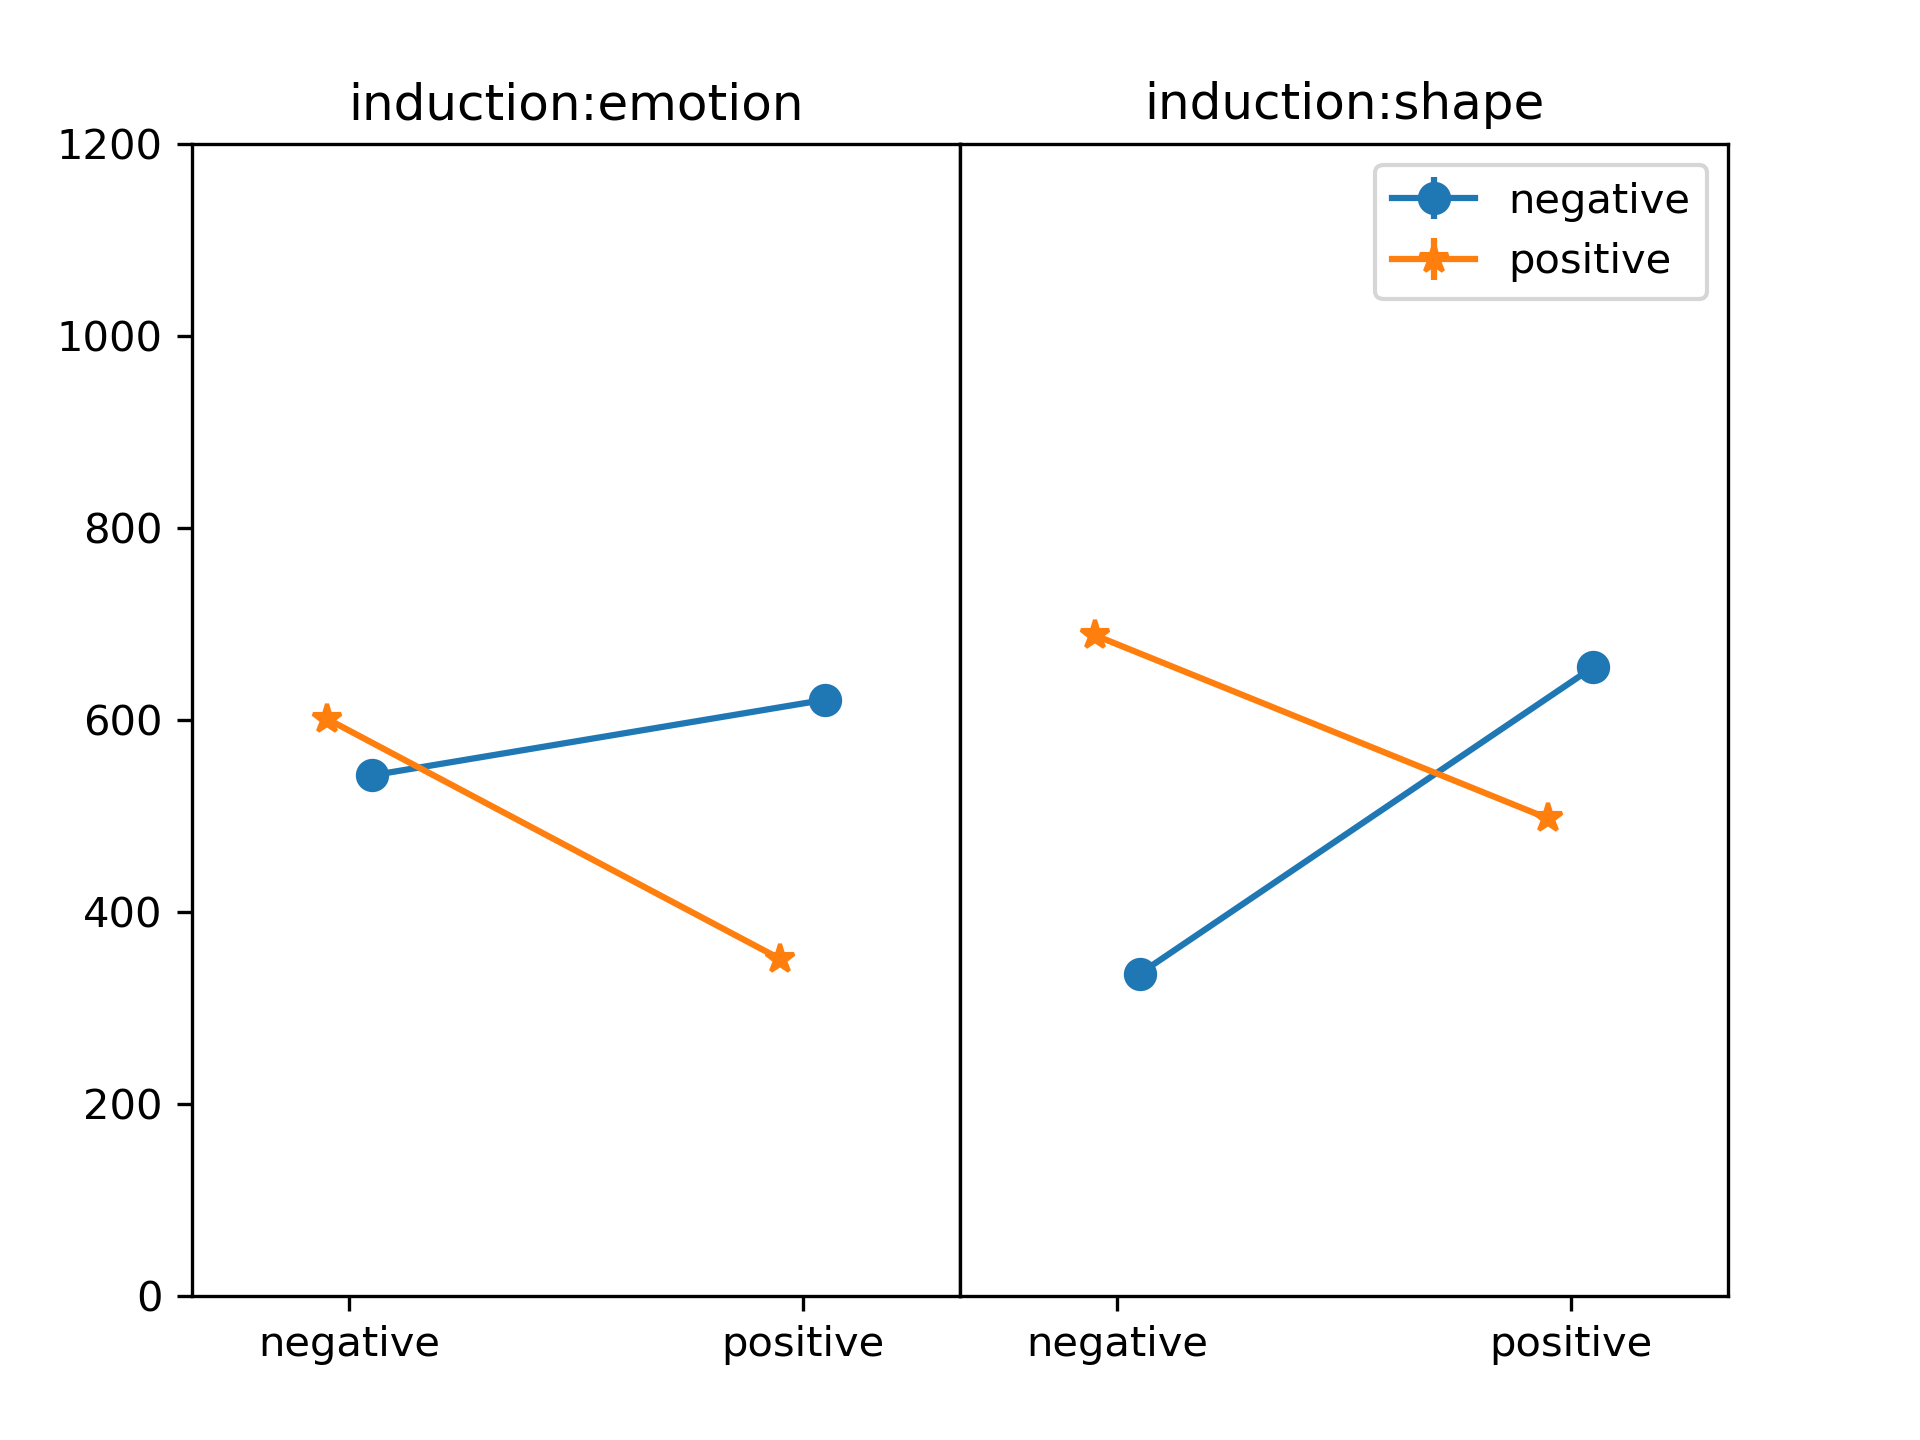 induction:emotion
induction:shape
1200
1000
800
600
400
200
0
negative
positive
negative
positive
negative
positive